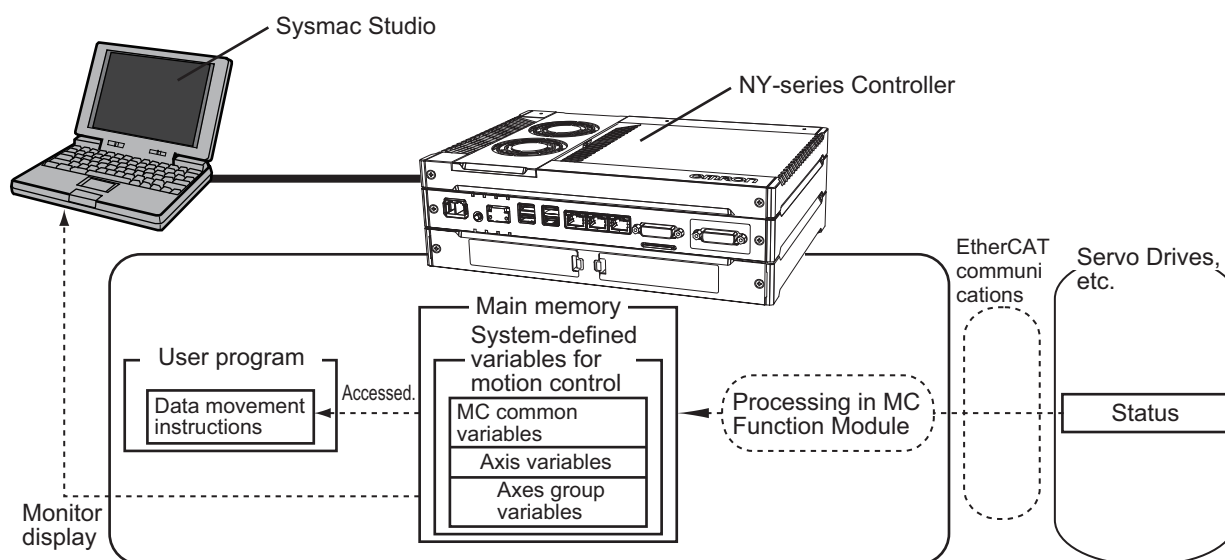 Sysmac Studio
NY-series Controller
OMRON
EtherCAT
communi
cations
Servo Drives,
etc.
Main memory
System-defined
variables for
motion control
User program
Accessed.
Data movement
instructions
MC common
variables
Axis variables
Axes group
variables
Processing in MC
Function Module
Status
Monitor
display